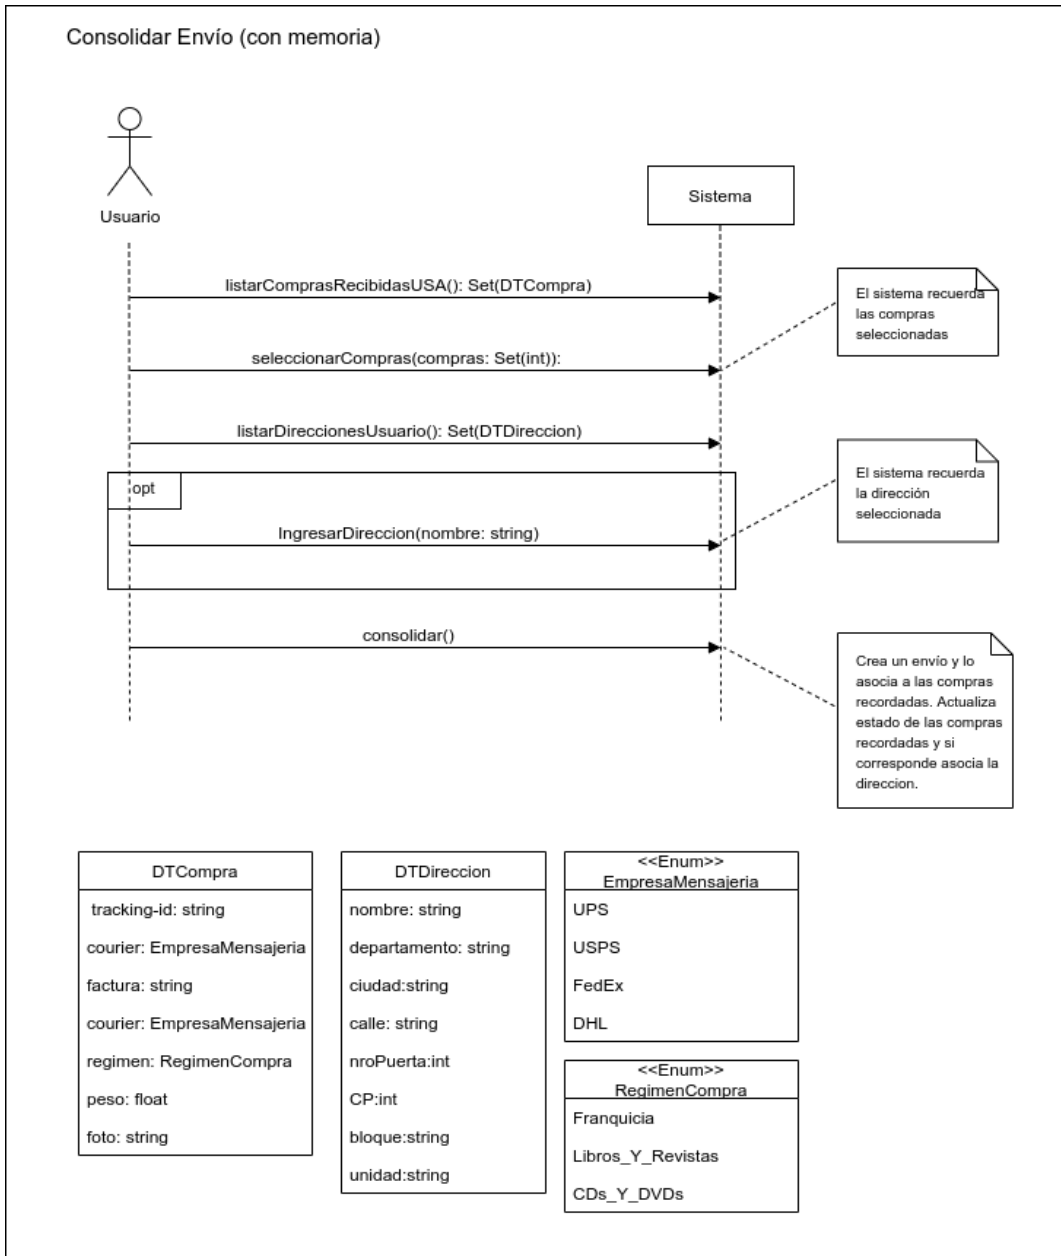 Consolidar Envío (con memoria)
Usuario
Sistema
listarComprasRecibidasUSA(): Set(DTCompra)
El sistema recuerda
las compras
seleccionadas
seleccionarCompras(compras: Set(int)):
listarDireccionesUsuario(): Set(DTDireccion)
opt
El sistema recuerda
la dirección
seleccionada
IngresarDireccion(nombre: string)
consolidar()
Crea un envío y lo
asocia a las compras
recordadas. Actualiza
estado de las compras
recordadas y si
corresponde asocia la
direccion.
DTCompra
tracking-id: string
courier: EmpresaMensajeria
factura: string
courier: EmpresaMensajeria
regimen: RegimenCompra
peso: float
foto: string
DTDireccion
nombre: string
departamento: string
ciudad:string
calle: string
nroPuerta:int
CP:int
bloque:string
unidad:string
<<Enum>>
EmpresaMensajeria
UPS
USPS
FedEx
DHL
<<Enum>>
RegimenCompra
Franquicia
Libros_Y_Revistas
CDs_Y_DVDs